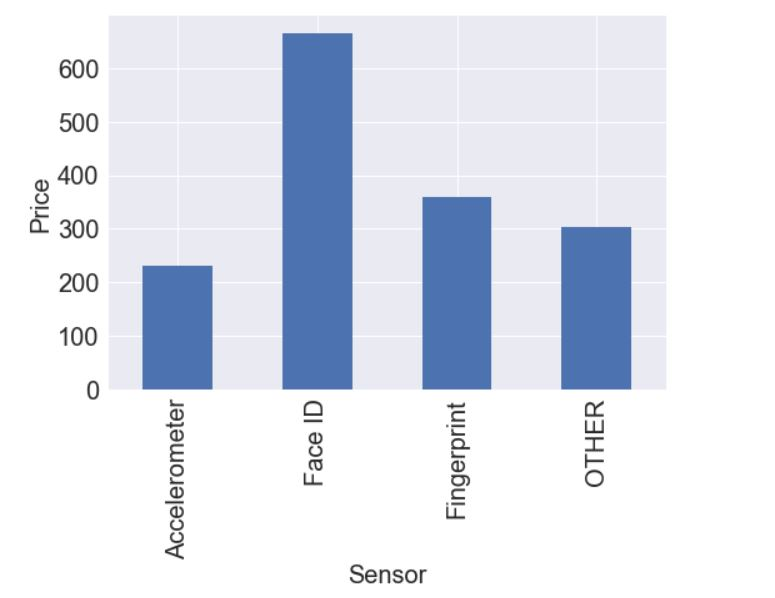 600
500
400
300
200
100
0
Price
Accelerometer
Face ID
Fingerprint
OTHER
Sensor